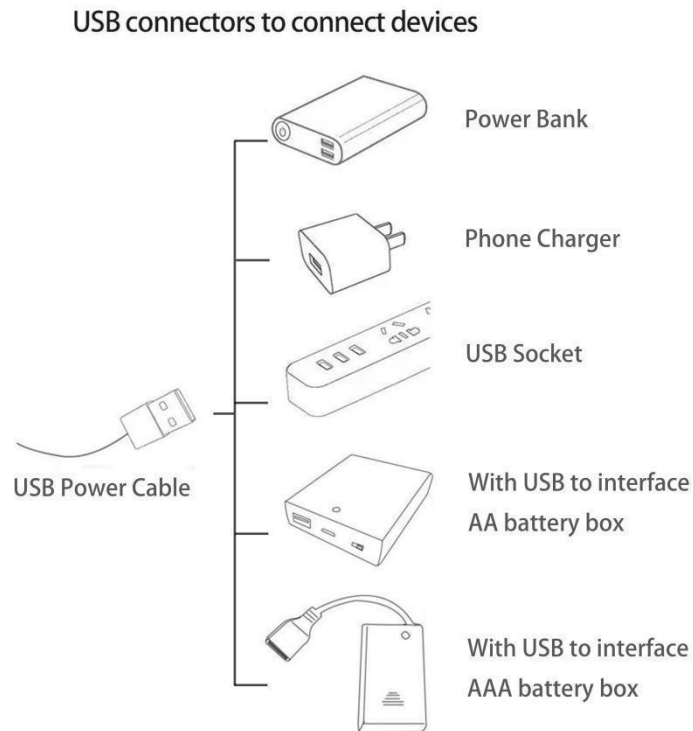 USB connectors to connect devices
Power Bank
Phone Charger
USB Socket
USB Power Cable
With USB to interface
AA battery box
With USB to interface
AAA battery box